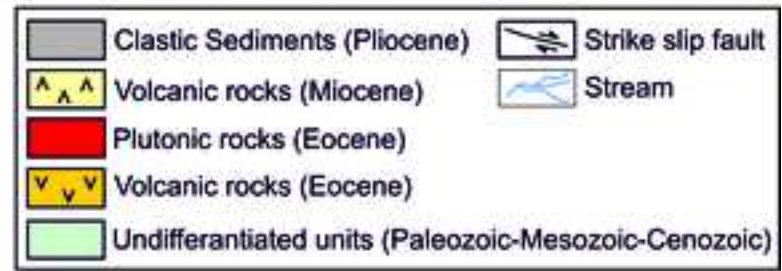 Clastic Sediments (Pliocene)
Strike slip fault
Volcanic rocks (Miocene)
Stream
Plutonic rocks (Eocene)
Volcanic rocks (Eocene)
Undifferantiated units (Paleozoic-Mesozoic-Cenozoic)